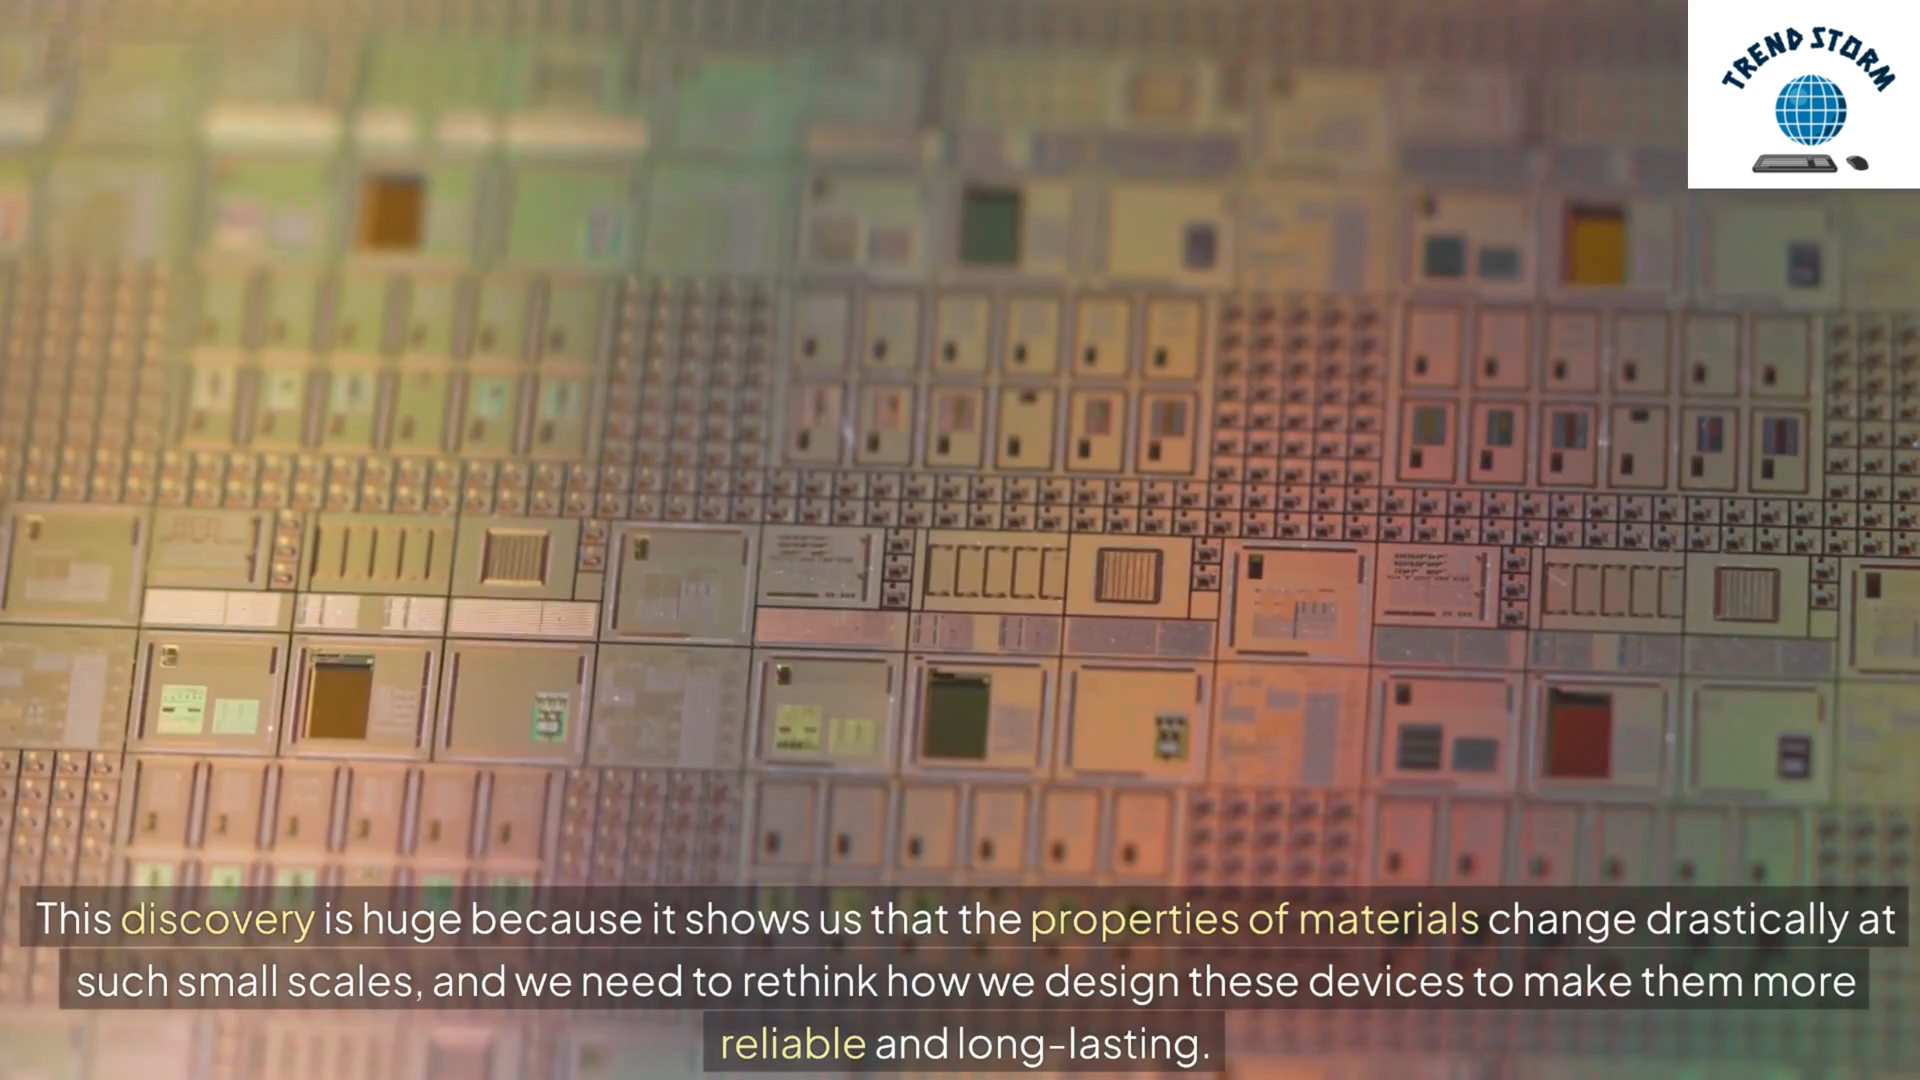 TREND STORM
This discovery is huge because it shows us that the properties of materials change drastically at
such small scales, and we need to rethink how we design these devices to make them more
reliable and long-lasting.